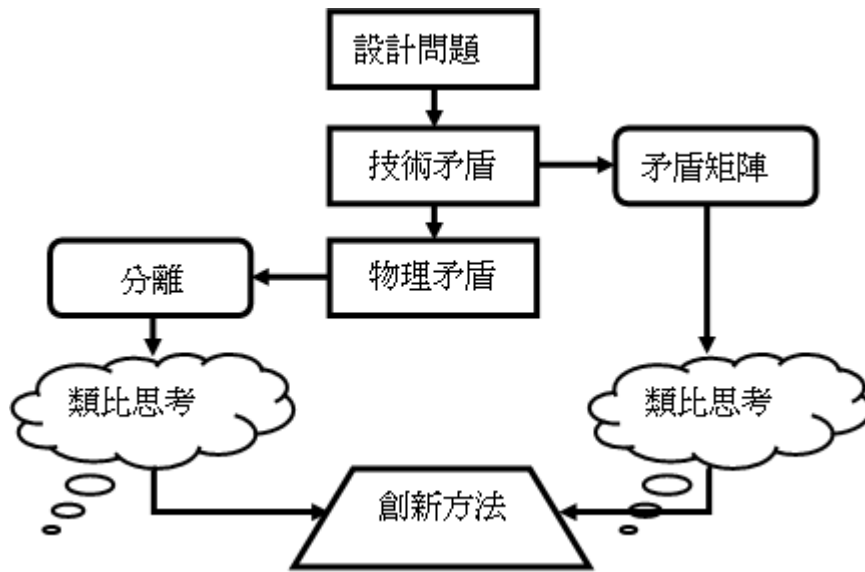 設計問題
技術矛盾
矛盾矩陣
物理矛盾
分離
類比思考
類比思考
創新方法